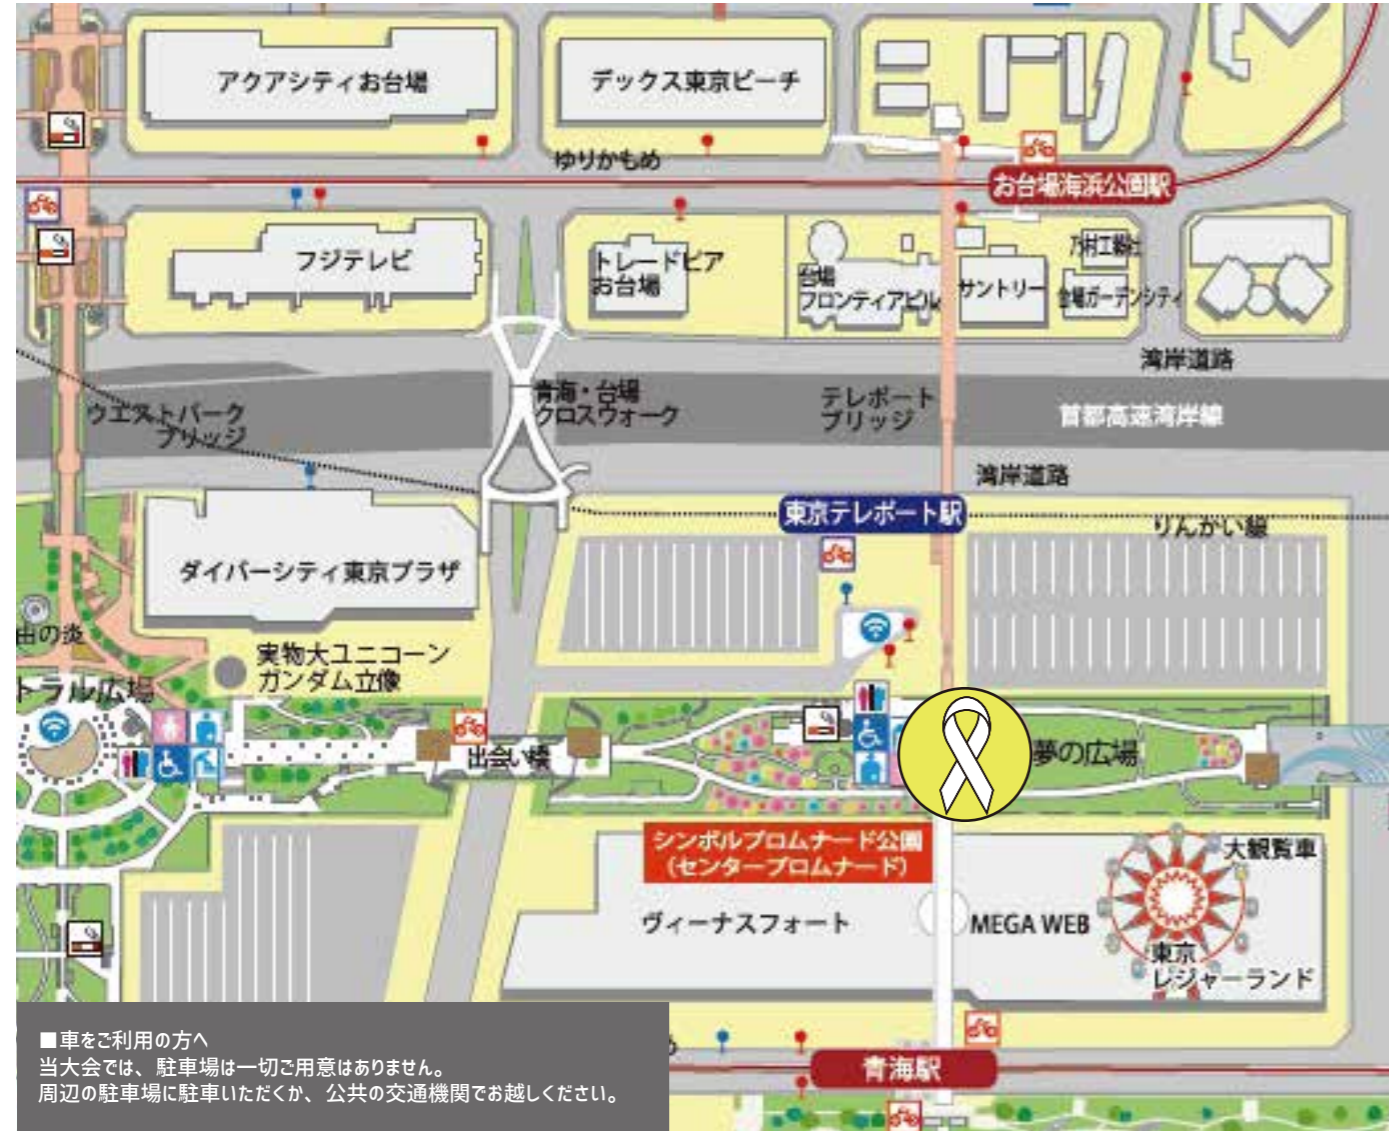 アクアシティお台場
デックス東京ビーチ
ゆりかもめ
お台場海浜公園駅
フジテレビ
トレードピア
お台場
台場
フロンティアビル
サントリー
乃村工藝社
台場ガーデンシティ
湾岸道路
ウエストパーク
ブリッジ
青海・台場
クロスウォーク
テレポート
ブリッジ
首都高速湾岸線
湾岸道路
東京テレポート駅
りんかい線
ダイバーシティ東京プラザ
由の炎
実物大ユニコーン
ガンダム立像
トラル広場
出会い橋
夢の広場
シンボルプロムナード公園
(センタープロムナード)
大観覧車
ヴィーナスフォート
MEGA WEB
東京
レジャーランド
■車をご利用の方へ
当大会では、駐車場は一切ご用意はありません。
周辺の駐車場に駐車いただくか、公共の交通機関でお越しください。
青海駅